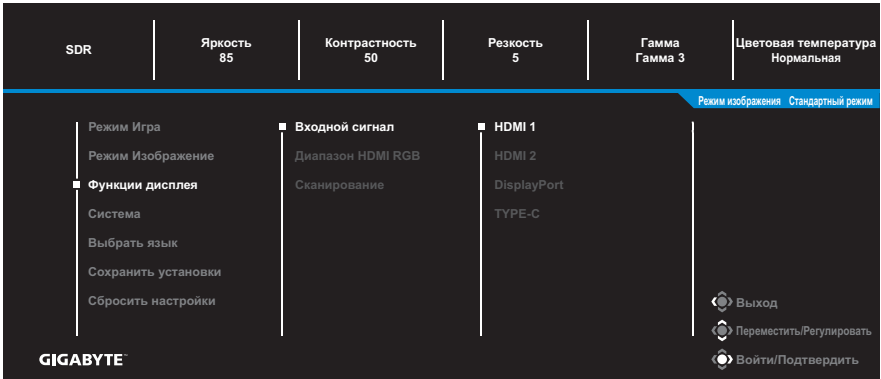 SDR
Яркость
85
Контрастность
50
Резкость
5
Гамма
Гамма 3
Цветовая температура
Нормальная
Режим изображения Стандартный режим
Режим Игра
Режим Изображение
Функции дисплея
Система
Выбрать язык
Сохранить установки
Сбросить настройки
Входной сигнал
Диапазон HDMI RGB
Сканирование
HDMI 1
HDMI 2
DisplayPort
TYPE-C
Выход
Переместить/Регулировать
Войти/Подтвердить
GIGABYTE™